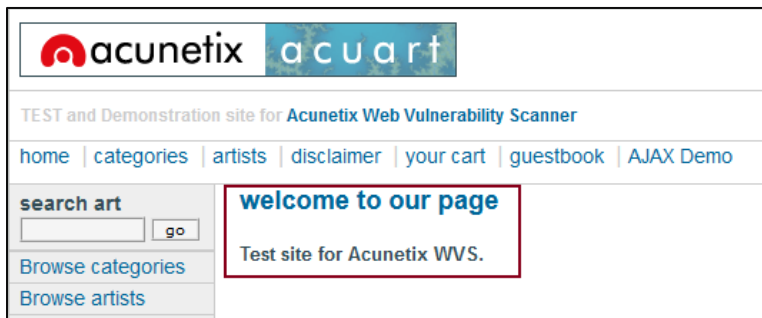 acunetix acuart
TEST and Demonstration site for Acunetix Web Vulnerability Scanner
home | categories | artists | disclaimer | your cart | guestbook | AJAX Demo
search art
go
welcome to our page
Test site for Acunetix WVS.
Browse categories
Browse artists